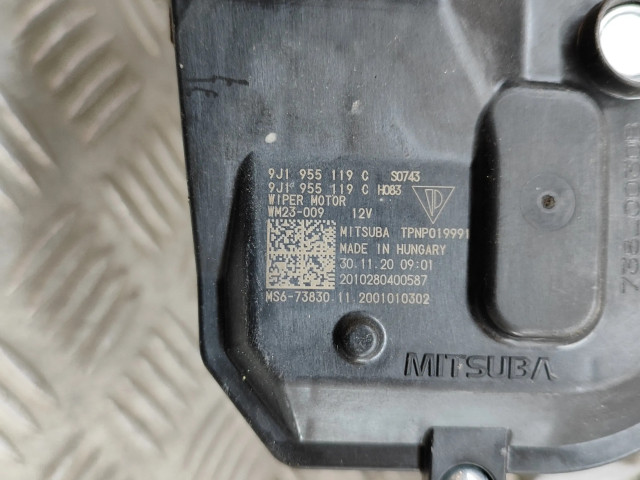 9J1 955 119 C S0743
9J1 955 119 C H083
WIPER MOTOR
WM23-009 12V
MITSUBA TPNP019991
MADE IN HUNGARY
30.11.20 09:01
2010280400587
MS6-73830.11.2001010302
MITSUBA